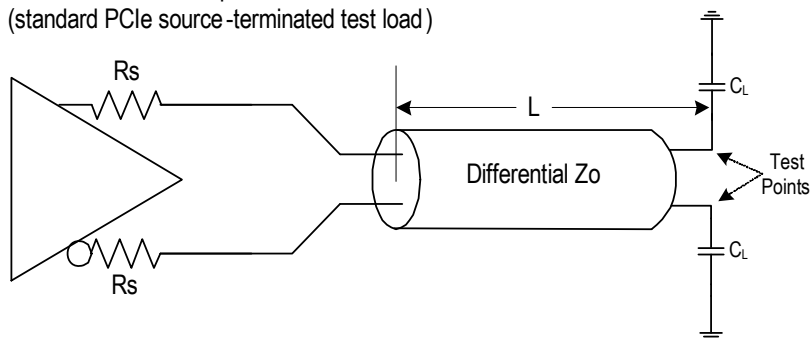 (standard PCIe source-terminated test load)
Rs
CL
L
Differential Zo
Test
Points
Rs
CL